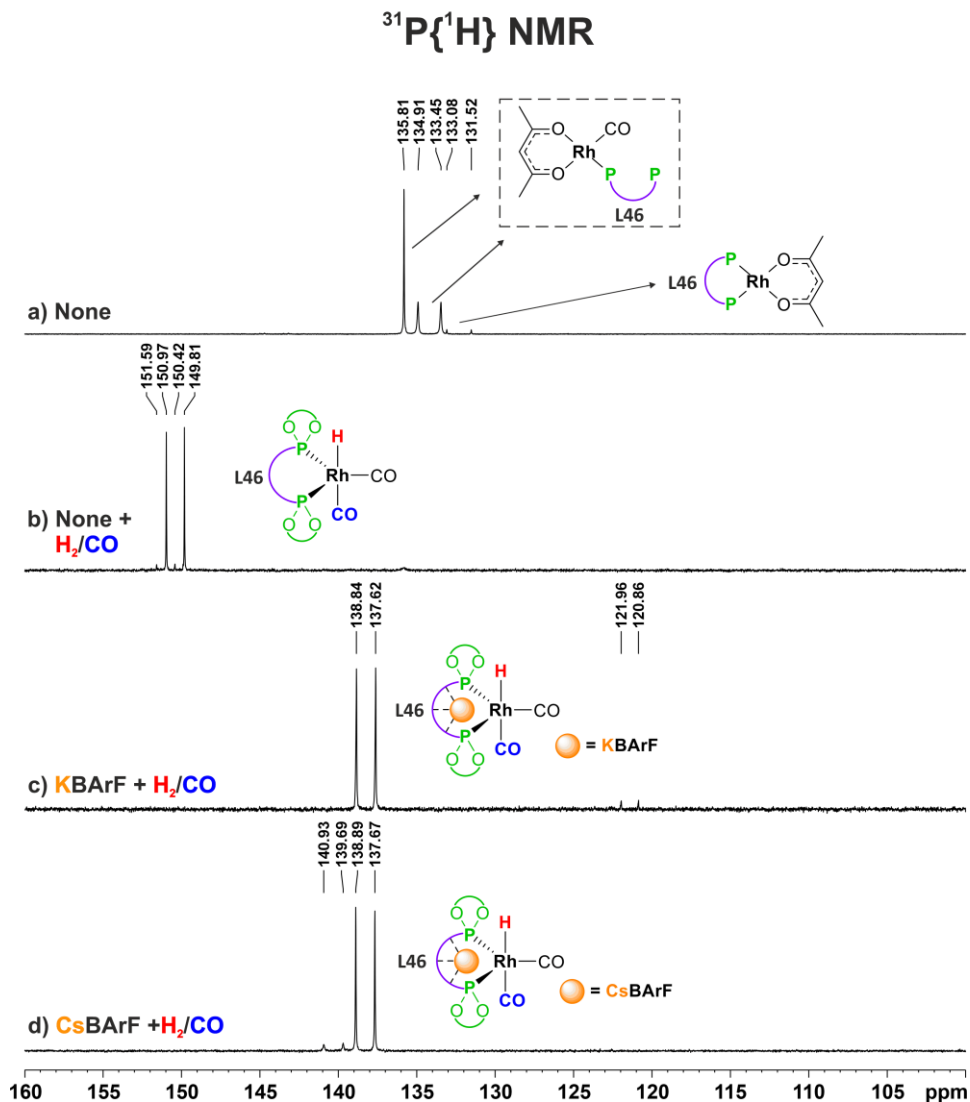 ³¹P{¹H} NMR
135.81
134.91
133.45
133.08
131.52
O
CO
Rh
O
P
P
L46
P
O
L46
Rh
P
O
a) None
151.59
150.97
150.42
149.81
O O
P
H
L46
Rh
CO
P
CO
O O
b) None +
H₂/CO
138.84
137.62
121.96
120.86
O O
P
H
L46
Rh
CO
P
CO
O O
= KBArF
c) KBArF + H₂/CO
140.93
139.69
138.89
137.67
O O
P
H
L46
Rh
CO
P
CO
O O
= CsBArF
d) CsBArF +H₂/CO
160 155 150 145 140 135 130 125 120 115 110 105 ppm